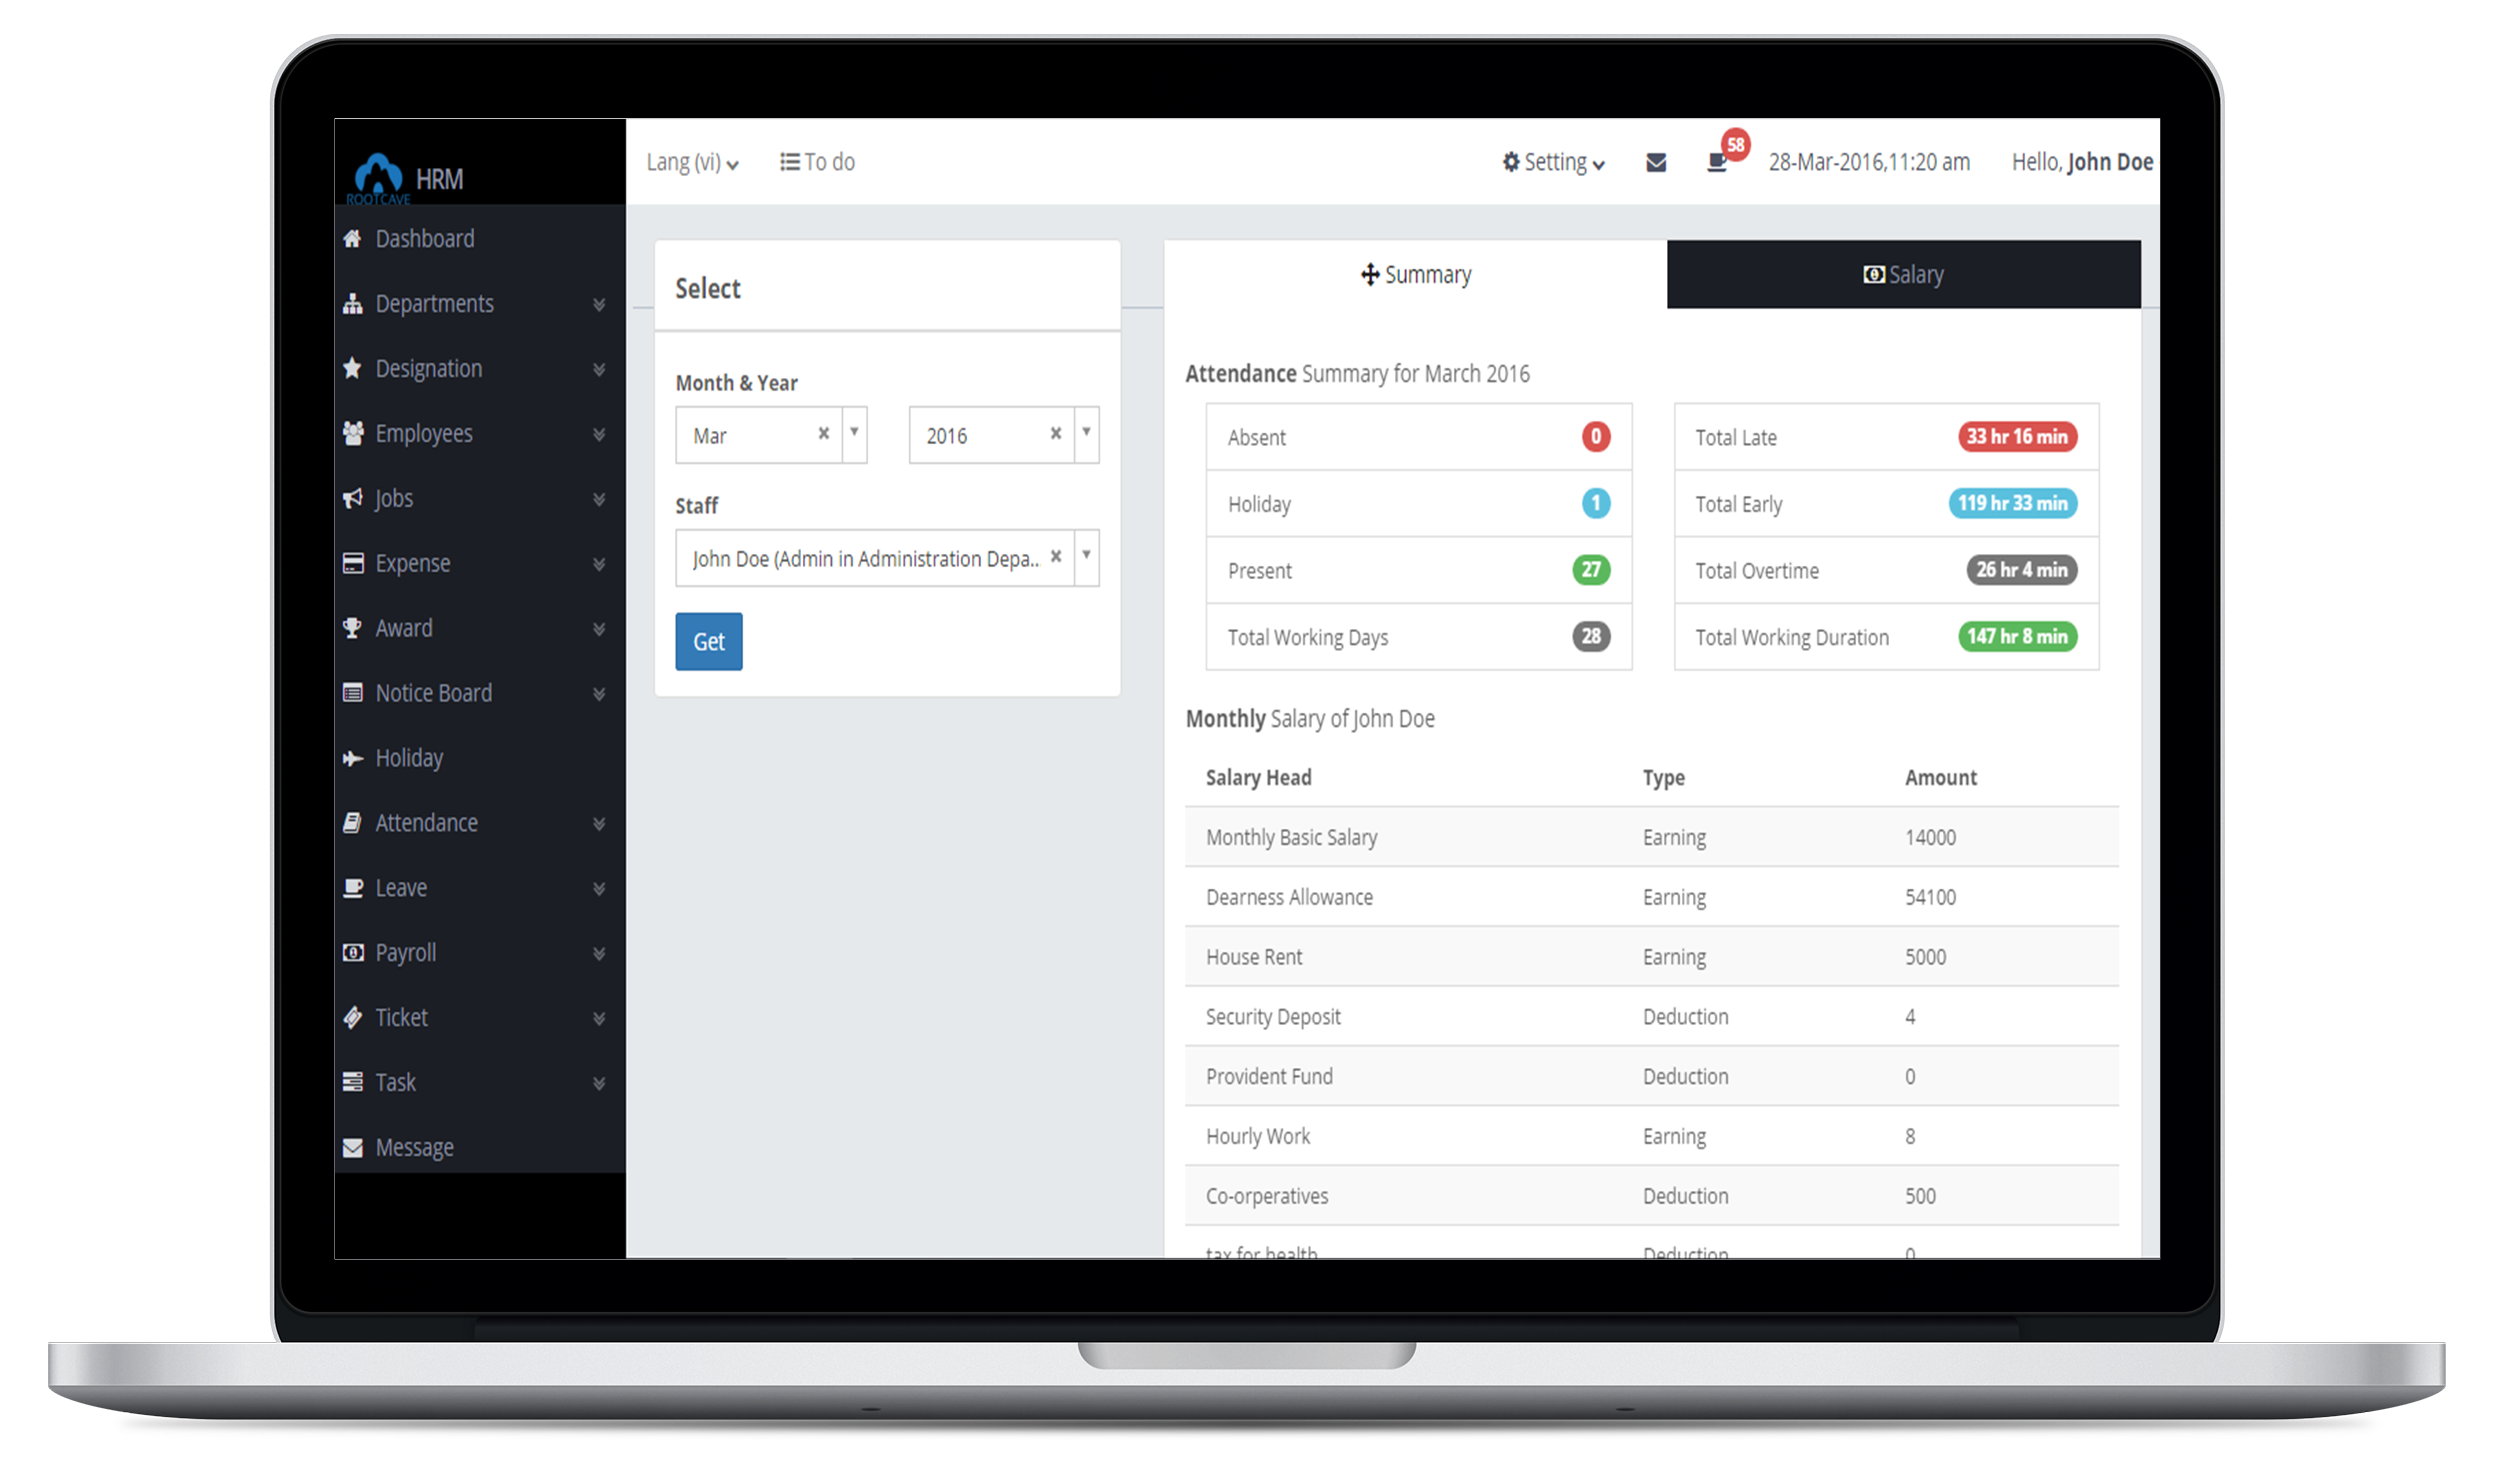 ROOTCAVE
HRM
Lang (vi)
To do
Setting
58
28-Mar-2016,11:20 am
Hello, John Doe
Dashboard
Departments
Designation
Employees
Jobs
Expense
Award
Notice Board
Holiday
Attendance
Leave
Payroll
Ticket
Task
Message
Select
Month & Year
Mar
2016
Staff
John Doe (Admin in Administration Depa...
Get
Summary
Salary
Attendance Summary for March 2016
Absent 0
Holiday 1
Present 27
Total Working Days 28
Total Late 33 hr 16 min
Total Early 119 hr 33 min
Total Overtime 26 hr 4 min
Total Working Duration 147 hr 8 min
Monthly Salary of John Doe
Salary Head Type Amount
Monthly Basic Salary Earning 14000
Dearness Allowance Earning 54100
House Rent Earning 5000
Security Deposit Deduction 4
Provident Fund Deduction 0
Hourly Work Earning 8
Co-orperatives Deduction 500
tax for health Deduction 0